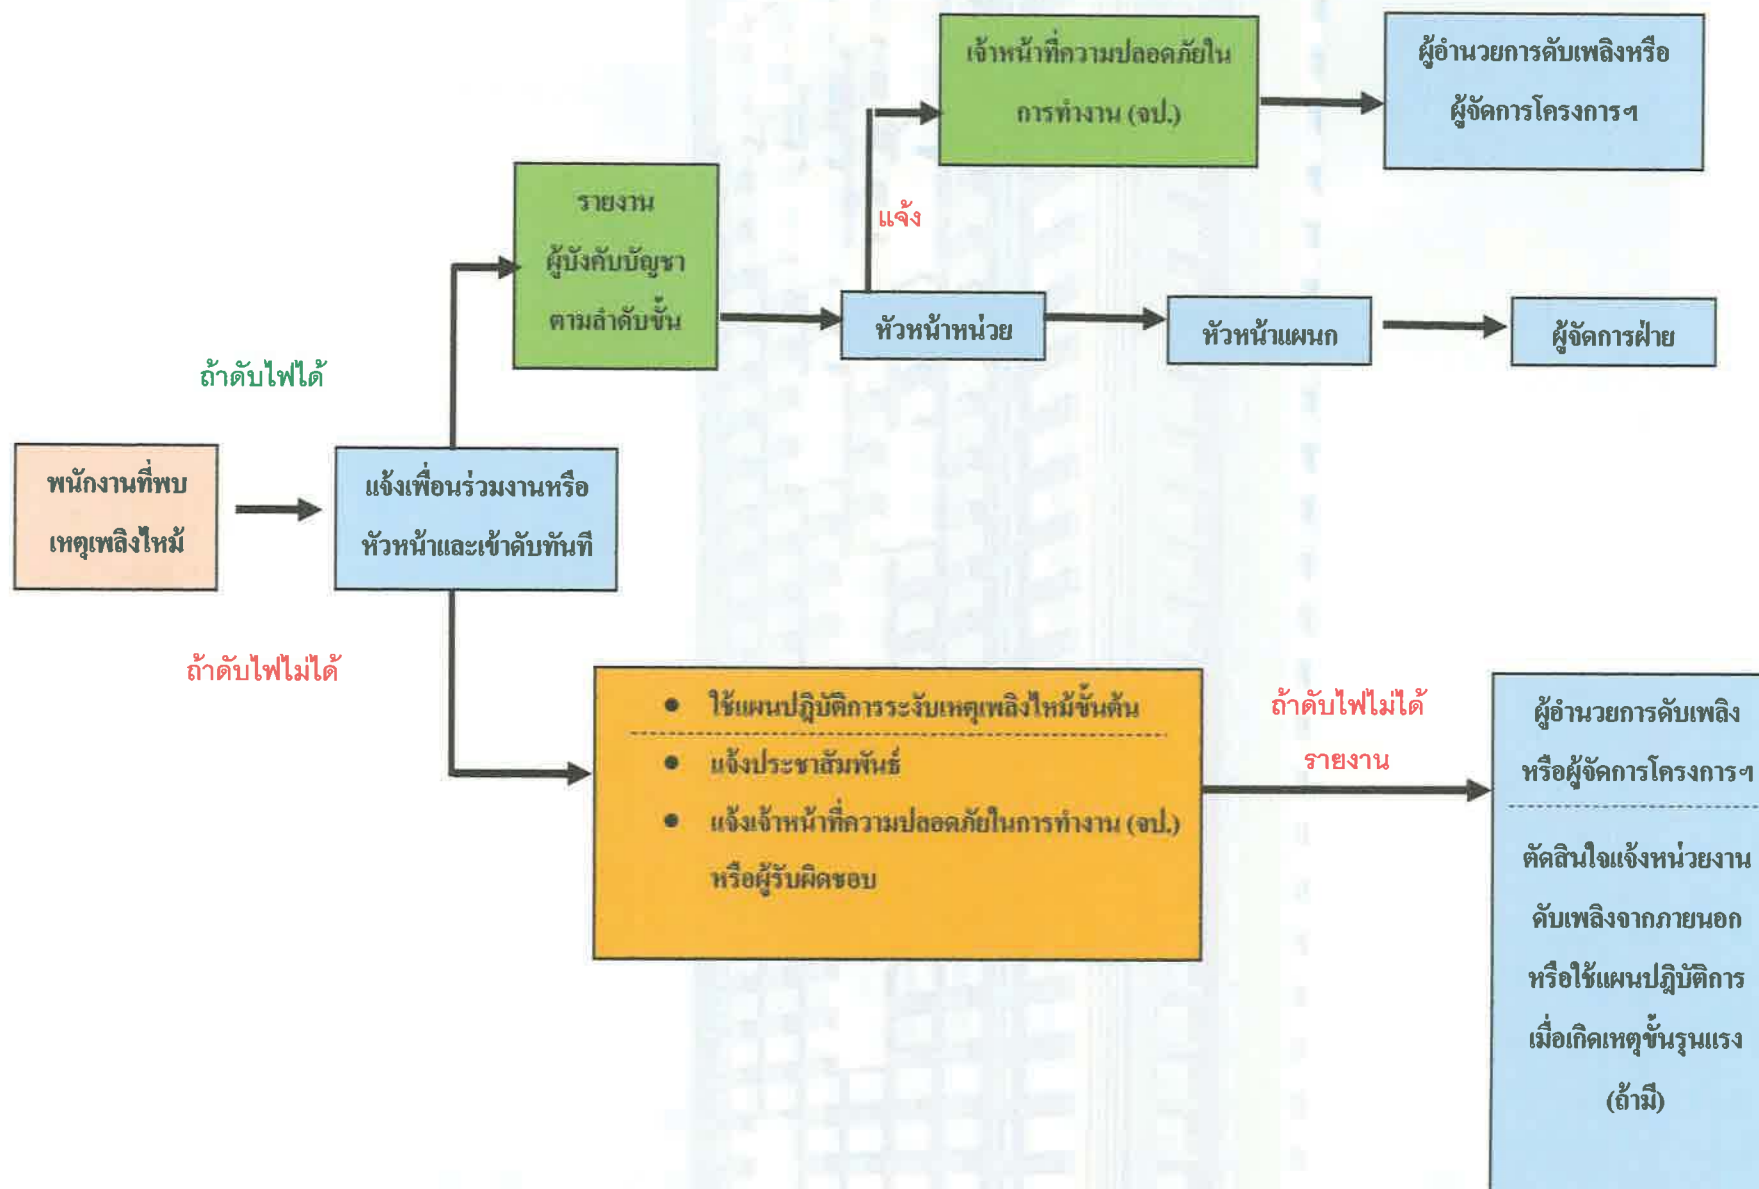 เจ้าหน้าที่ความปลอดภัยใน
การทำงาน (จป.)
ผู้อำนวยการดับเพลิงหรือ
ผู้จัดการโครงการฯ
รายงาน
ผู้บังคับบัญชา
ตามลำดับขั้น
แจ้ง
หัวหน้าหน่วย
หัวหน้าแผนก
ผู้จัดการฝ่าย
ถ้าดับไฟได้
พนักงานที่พบ
เหตุเพลิงไหม้
แจ้งเพื่อนร่วมงานหรือ
หัวหน้าและเข้าดับทันที
ถ้าดับไฟไม่ได้
● ใช้แผนปฏิบัติการระงับเหตุเพลิงไหม้ขั้นต้น
● แจ้งประชาสัมพันธ์
● แจ้งเจ้าหน้าที่ความปลอดภัยในการทำงาน (จป.)
หรือผู้รับผิดชอบ
ถ้าดับไฟไม่ได้
รายงาน
ผู้อำนวยการดับเพลิง
หรือผู้จัดการโครงการฯ
ตัดสินใจแจ้งหน่วยงาน
ดับเพลิงจากภายนอก
หรือใช้แผนปฏิบัติการ
เมื่อเกิดเหตุขั้นรุนแรง
(ถ้ามี)